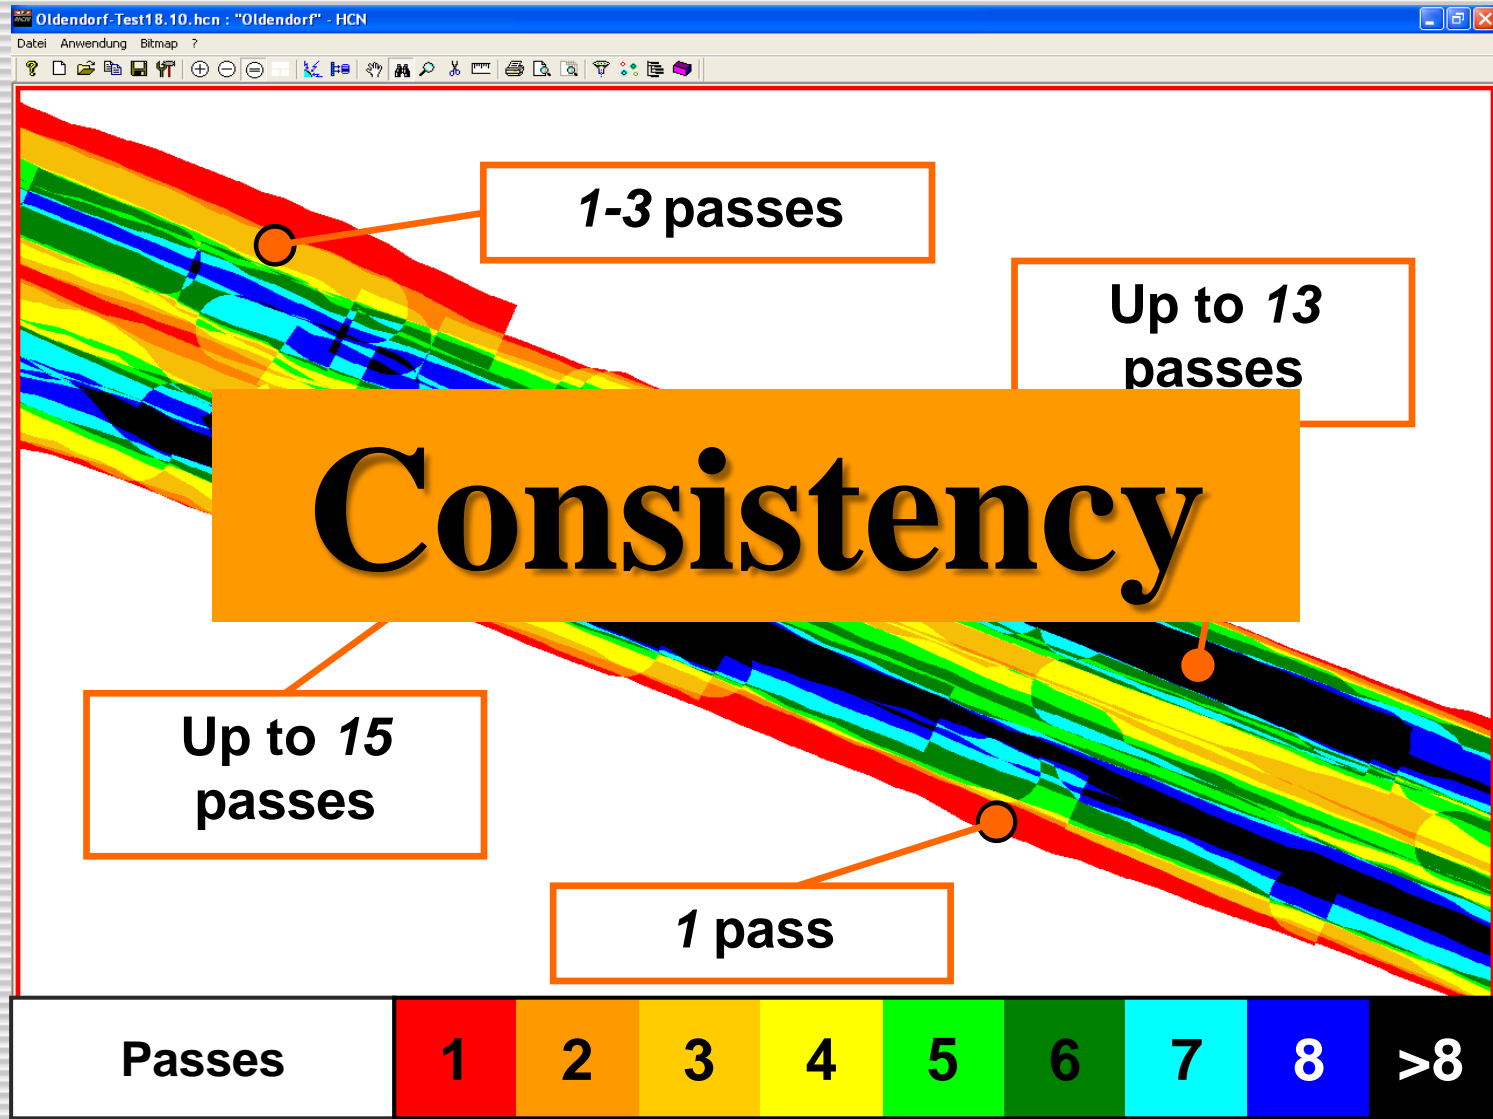 Oldendorf-Test18.10.hcn : "Oldendorf" - HCN
Datei Anwendung Bitmap ?
1-3 passes
Up to 13
passes
Consistency
Up to 15
passes
1 pass
Passes 1 2 3 4 5 6 7 8 >8